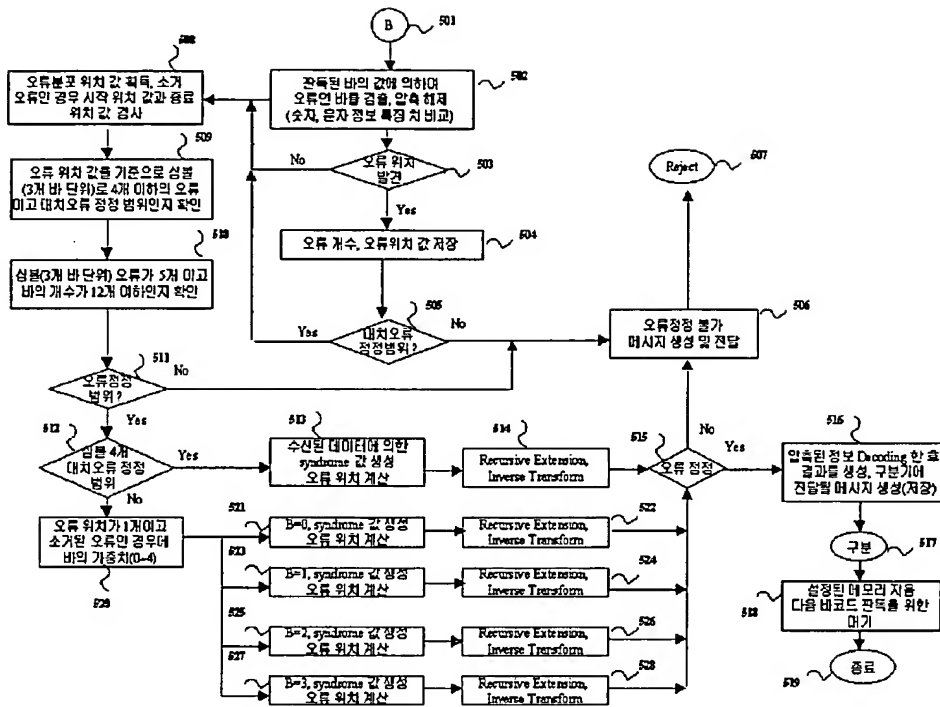 B
501
508
오류분포 위치 값 획득, 소거
오류인 경우 시작 위치 값과 종료
위치 값 검사
판독된 바의 값에 의하여
오류언 바를 검출, 압축 해제
(숫자, 문자 정보 특징 치 비교)
502
509
No
오류 위치
발견
503
Reject
507
오류 위치 값을 기준으로 심볼
(3개 바 단위)로 4개 이하의 오류
이고 대치오류 정정 범위인지 확인
Yes
오류 개수, 오류위치 값 저장
504
510
심볼(3개 바 단위) 오류가 5개 이고
바의 개수가 12개 여하인지 확인
505
Yes
대치오류
정정범위?
No
오류정정 불가
메시지 생성 및 전달
506
511
오류정정
범위?
No
Yes
512
심볼 4개
대치오류 정정
범위
Yes
513
수신된 데이터에 의한
syndrome 값 생성
오류 위치 계산
514
Recursive Extension,
Inverse Transform
515
오류 정정
No
Yes
516
압축된 정보 Decoding 한 후
결과를 생성, 구분기에
전달될 메시지 생성(저장)
No
오류 위치가 1개이고
소거된 오류인 경우에
바의 가중치(0~4)
520
521
B=0, syndrome 값 생성
오류 위치 계산
Recursive Extension,
Inverse Transform
522
구분
517
523
B=1, syndrome 값 생성
오류 위치 계산
Recursive Extension,
Inverse Transform
524
518
설정된 메모리 지움
다음 바코드 판독을 위한
대기
525
B=2, syndrome 값 생성
오류 위치 계산
Recursive Extension,
Inverse Transform
526
527
B=3, syndrome 값 생성
오류 위치 계산
Recursive Extension,
Inverse Transform
528
종료
519